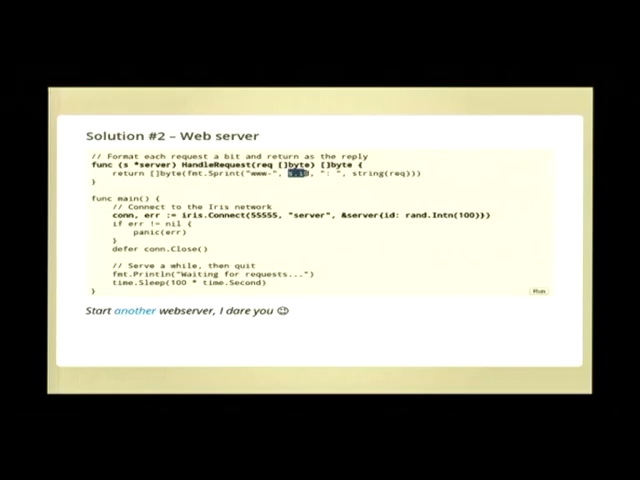 Solution #2 – Web server
// Format each request a bit and return as the reply
func (s *server) HandleRequest(req []byte) []byte {
return []byte(fmt.Sprint("www-", s.id, ": ", string(req)))
}
func main() {
// Connect to the Iris network
conn, err := iris.Connect(55555, "server", &server{id: rand.Intn(100)})
if err != nil {
panic(err)
}
defer conn.Close()
// Serve a while, then quit
fmt.Println("Waiting for requests...")
time.Sleep(100 * time.Second)
}
Run
Start another webserver, I dare you ☺